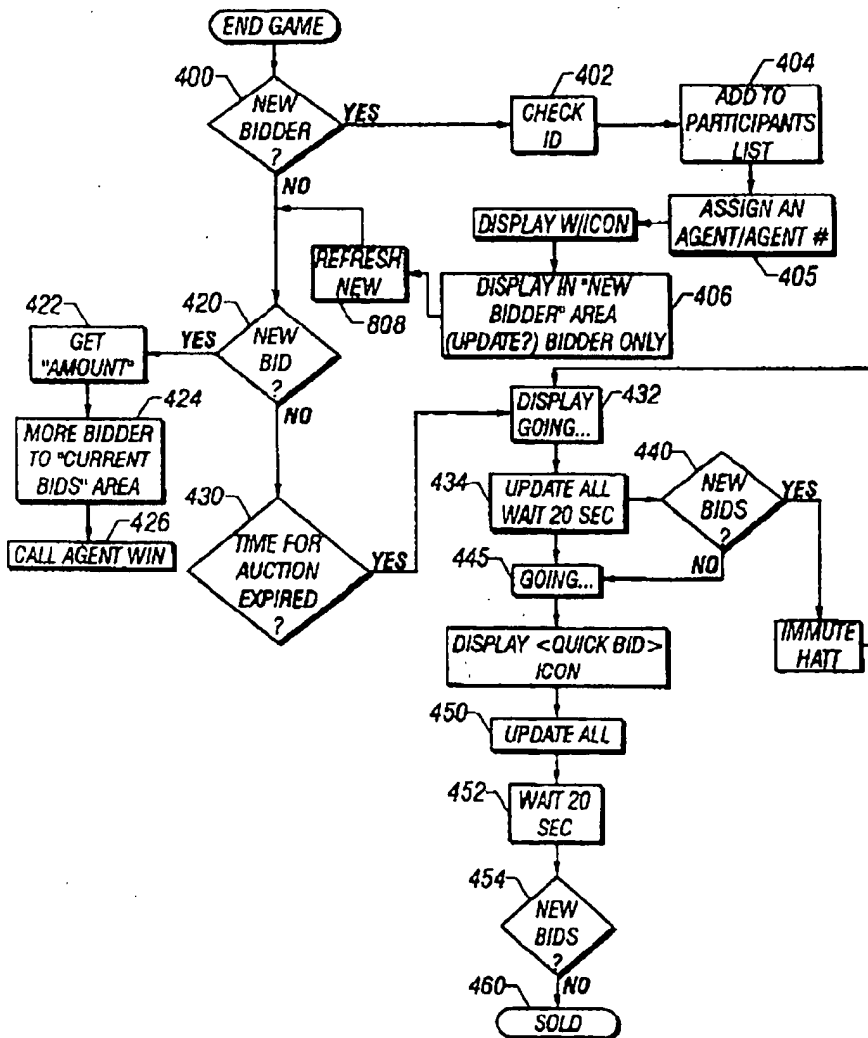 END GAME
400
NEW
BIDDER
?
YES
NO
402
CHECK
ID
404
ADD TO
PARTICIPANTS
LIST
ASSIGN AN
AGENT/AGENT #
405
DISPLAY W/ICON
DISPLAY IN "NEW
BIDDER" AREA
(UPDATE?) BIDDER ONLY
406
REFRESH
NEW
808
420
NEW
BID
?
YES
NO
422
GET
"AMOUNT"
424
MORE BIDDER
TO "CURRENT
BIDS" AREA
426
CALL AGENT WIN
430
TIME FOR
AUCTION
EXPIRED
?
YES
DISPLAY
GOING...
432
434
UPDATE ALL
WAIT 20 SEC
440
NEW
BIDS
?
YES
NO
IMMUTE
HATT
445
GOING...
DISPLAY <QUICK BID>
ICON
450
UPDATE ALL
452
WAIT 20
SEC
454
NEW
BIDS
?
NO
460
SOLD